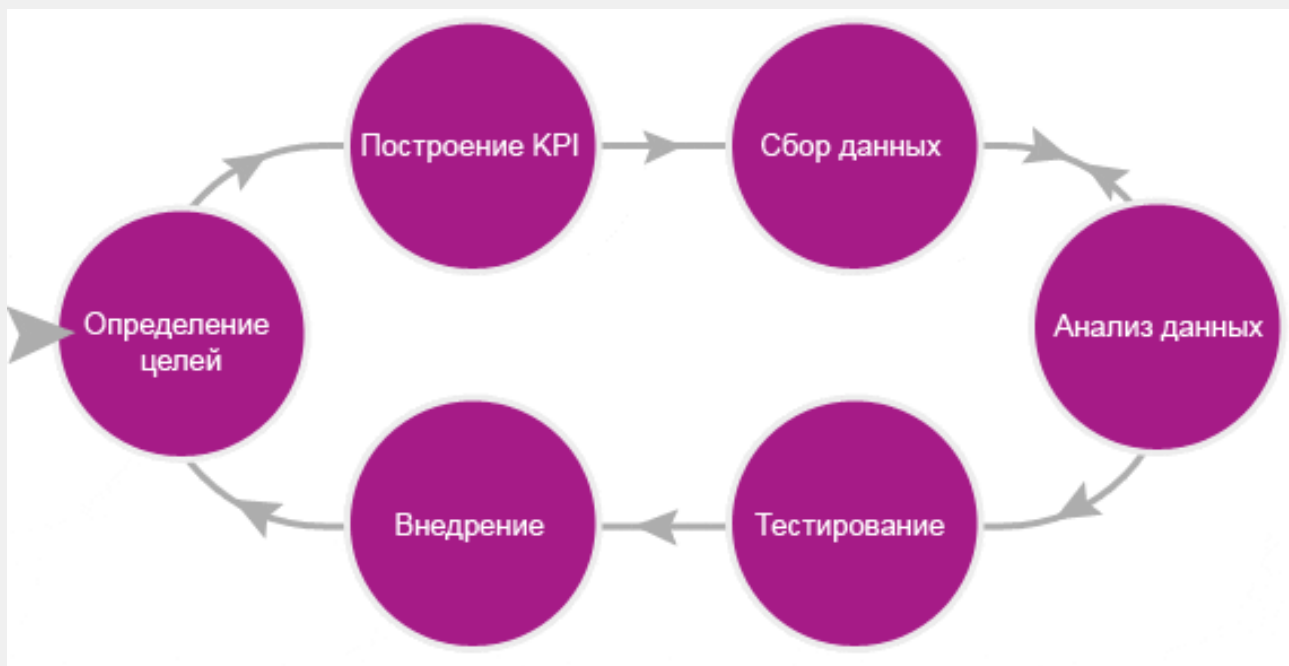 Построение KPI
Сбор данных
Определение
целей
Анализ данных
Внедрение
Тестирование